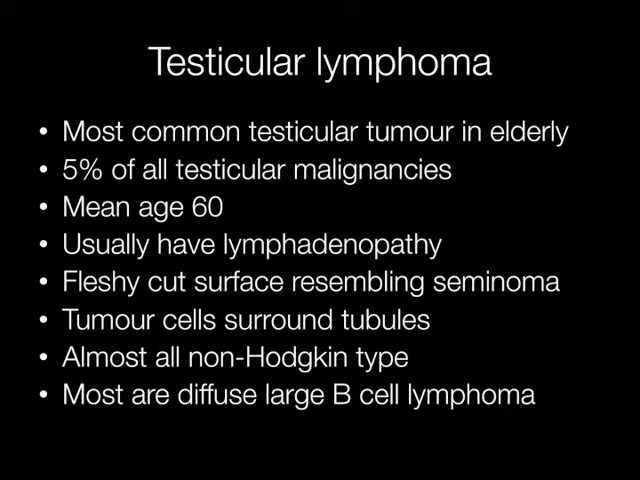 Testicular lymphoma
• Most common testicular tumour in elderly
• 5% of all testicular malignancies
• Mean age 60
• Usually have lymphadenopathy
• Fleshy cut surface resembling seminoma
• Tumour cells surround tubules
• Almost all non-Hodgkin type
• Most are diffuse large B cell lymphoma